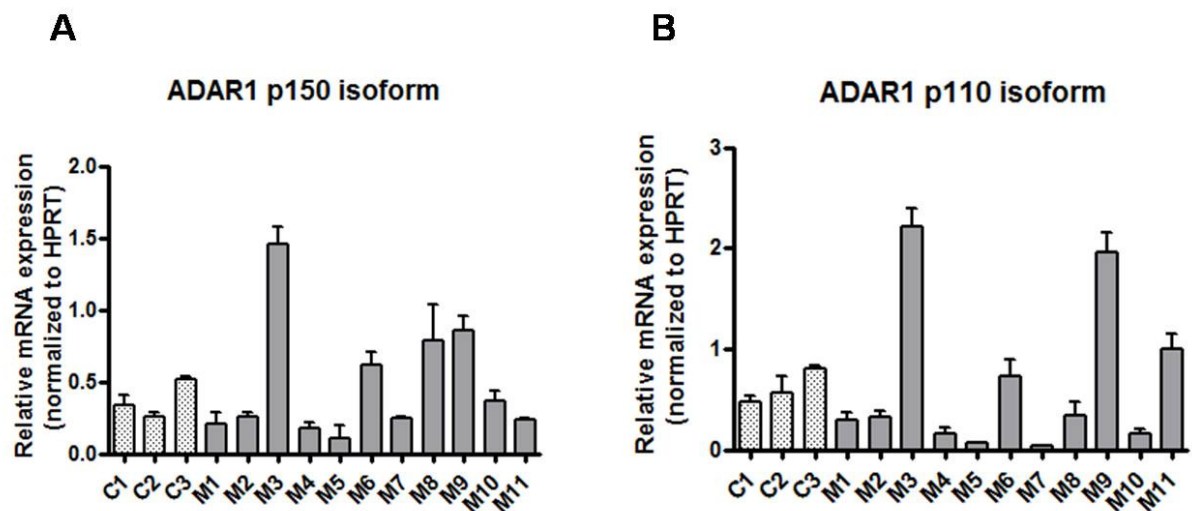 A
ADAR1 p150 isoform
Relative mRNA expression
(normalized to HPRT)
2.0
1.5
1.0
0.5
0.0
C1 C2 C3 M1 M2 M3 M4 M5 M6 M7 M8 M9 M10 M11
B
ADAR1 p110 isoform
Relative mRNA expression
(normalized to HPRT)
3
2
1
0
C1 C2 C3 M1 M2 M3 M4 M5 M6 M7 M8 M9 M10 M11